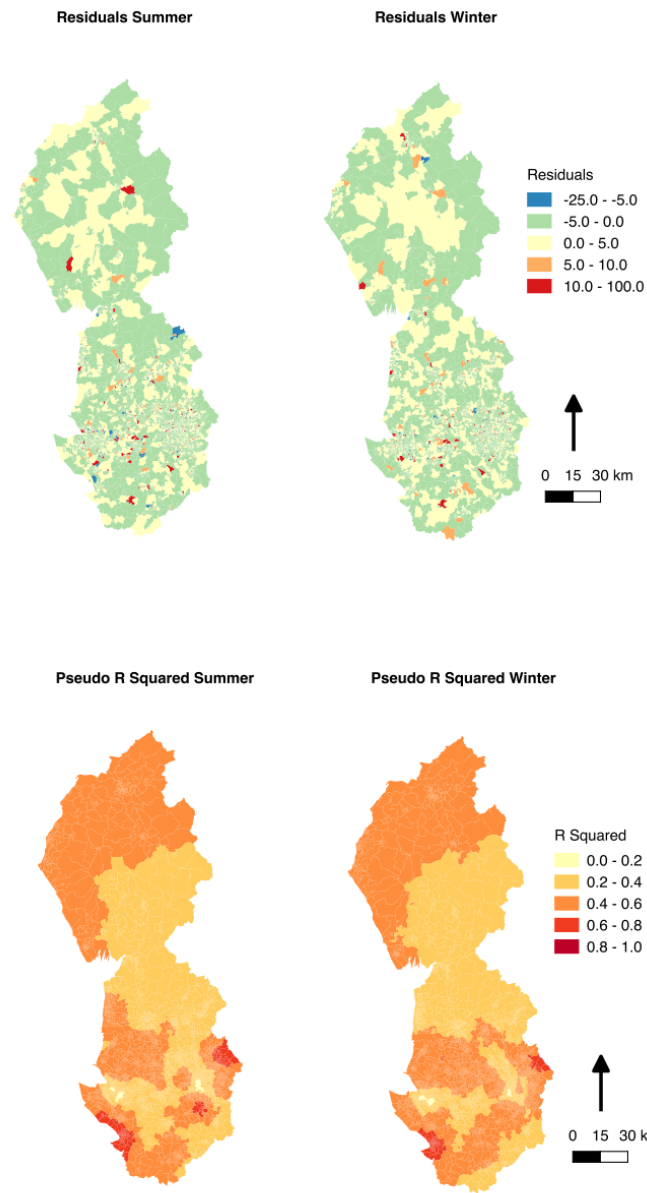 Residuals Summer
Residuals Winter
Residuals
-25.0 - -5.0
-5.0 - 0.0
0.0 - 5.0
5.0 - 10.0
10.0 - 100.0
0 15 30 km
Pseudo R Squared Summer
Pseudo R Squared Winter
R Squared
0.0 - 0.2
0.2 - 0.4
0.4 - 0.6
0.6 - 0.8
0.8 - 1.0
0 15 30 k